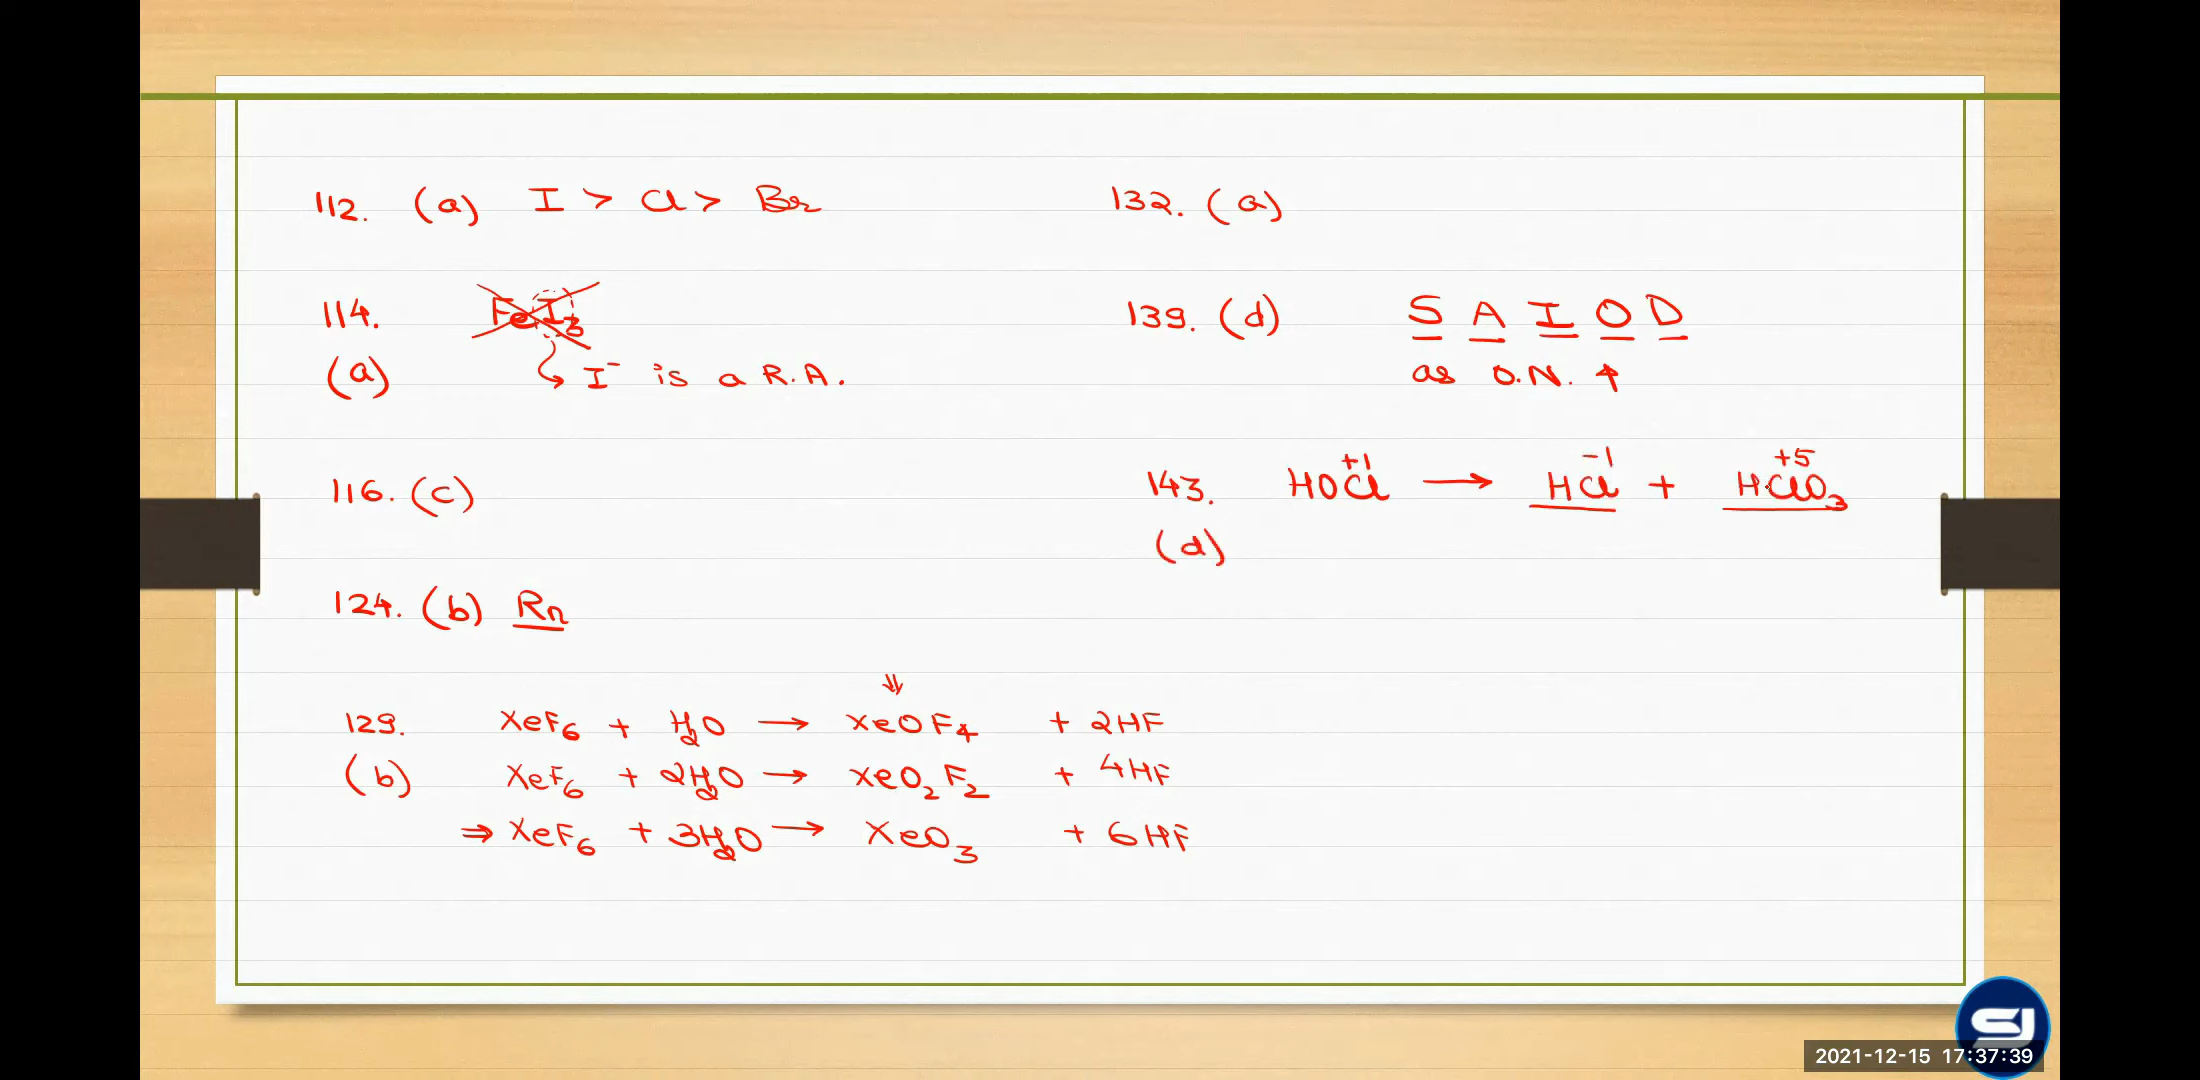 112. (a) I > Cl > Br
114. FeI3
(a) I⁻ is a R.A.
116. (c)
124. (b) Rn
129. XeF6 + H2O → XeOF4 + 2HF
(b) XeF6 + 2H2O → XeO2F2 + 4HF
⇒ XeF6 + 3H2O → XeO3 + 6HF
132. (a)
139. (d) S A I O D
as O.N. ↑
+1 -1 +5
143. HOCl → HCl + HClO3
(d)
SJ
2021-12-15 17:37:39